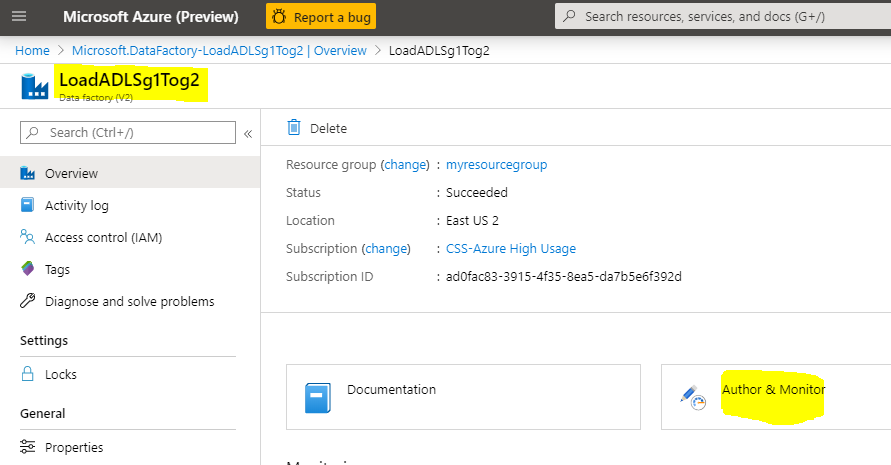 Microsoft Azure (Preview)
Report a bug
Search resources, services, and docs (G+/)
Home > Microsoft.DataFactory-LoadADLSg1Tog2 | Overview > LoadADLSg1Tog2
LoadADLSg1Tog2
Data factory (V2)
Search (Ctrl+/)
«
Delete
Overview
Activity log
Access control (IAM)
Tags
Diagnose and solve problems
Settings
Locks
General
Properties
Resource group (change) : myresourcegroup
Status : Succeeded
Location : East US 2
Subscription (change) : CSS-Azure High Usage
Subscription ID : ad0fac83-3915-4f35-8ea5-da7b5e6f392d
Documentation
Author & Monitor